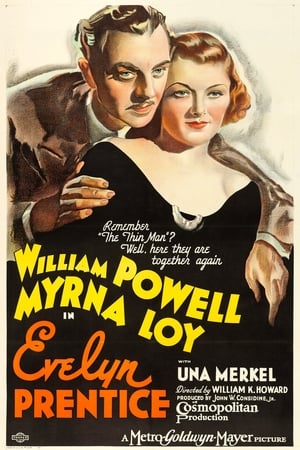 Remember
"The Thin Man"?
Well, here they are
together again
WILLIAM POWELL
MYRNA LOY
IN
Evelyn
PRENTICE
WITH
UNA MERKEL
Directed by WILLIAM K. HOWARD
PRODUCED BY JOHN W. CONSIDINE, Jr.
A Cosmopolitan
Production
A Metro-Goldwyn-Mayer PICTURE